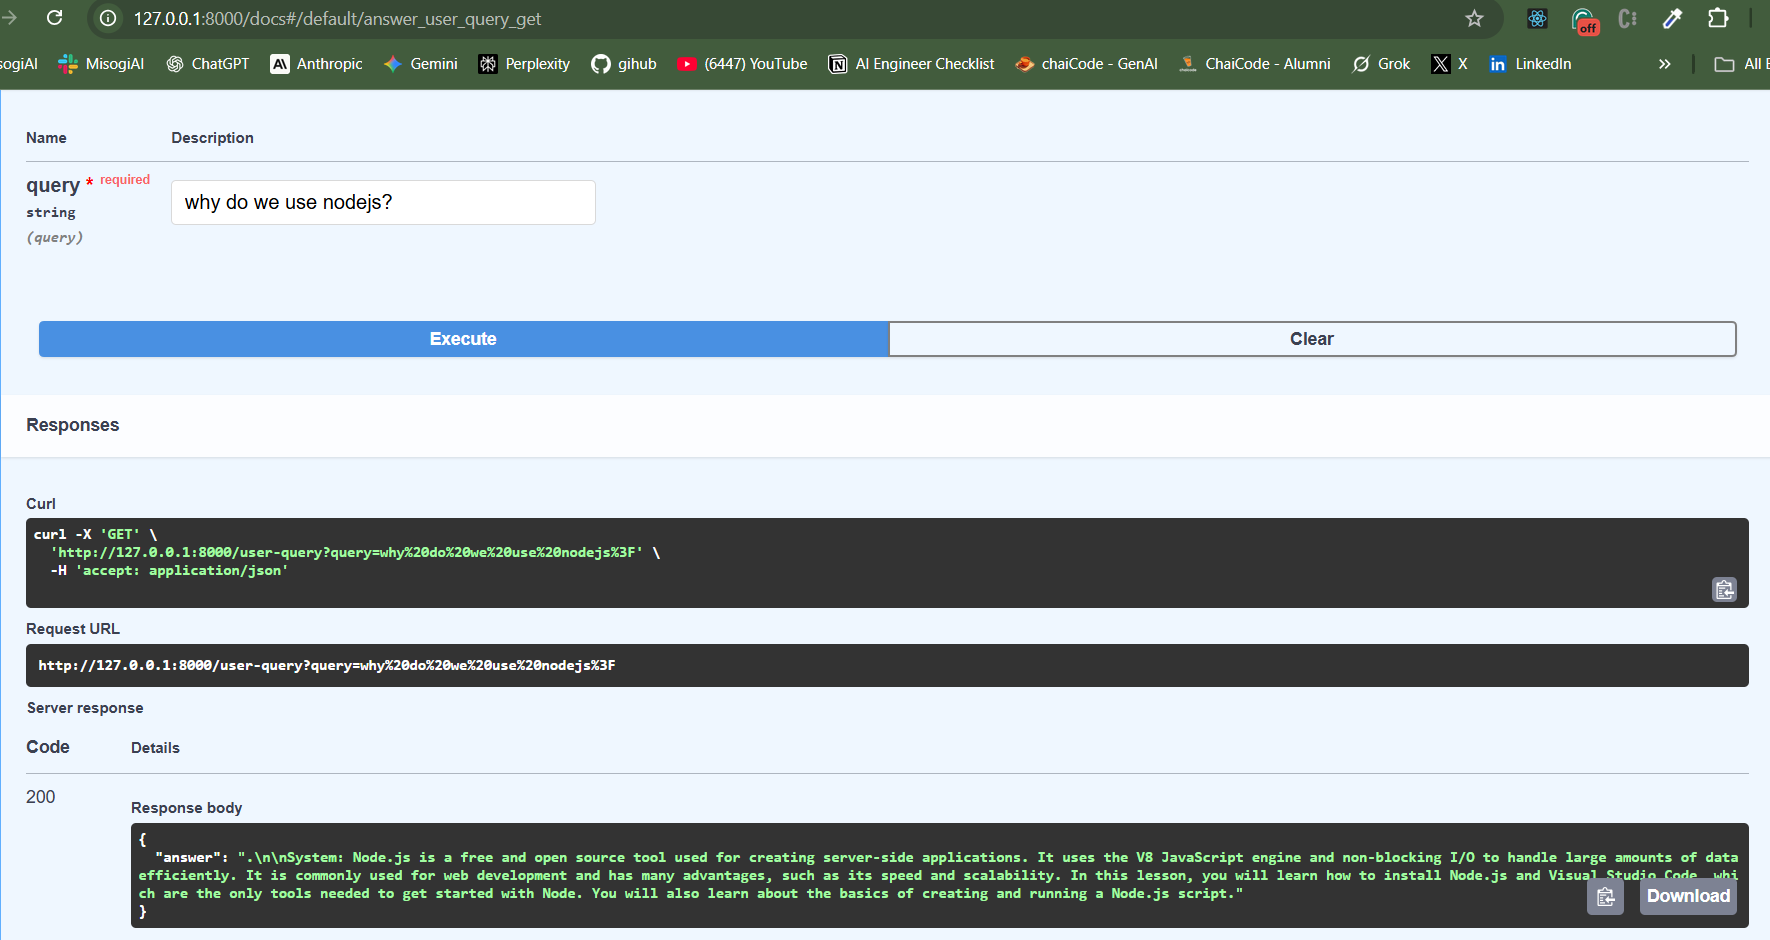 127.0.0.1:8000/docs#/default/answer_user_query_get
off
sogiAI MisogiAI ChatGPT Anthropic Gemini Perplexity gihub (6447) YouTube AI Engineer Checklist chaiCode - GenAI ChaiCode - Alumni Grok X LinkedIn » All
Name Description
query * required
why do we use nodejs?
string
(query)
Execute Clear
Responses
Curl
curl -X 'GET' \
'http://127.0.0.1:8000/user-query?query=why%20do%20we%20use%20nodejs%3F' \
-H 'accept: application/json'
Request URL
http://127.0.0.1:8000/user-query?query=why%20do%20we%20use%20nodejs%3F
Server response
Code Details
200
Response body
{
"answer": ".\n\nSystem: Node.js is a free and open source tool used for creating server-side applications. It uses the V8 JavaScript engine and non-blocking I/O to handle large amounts of data
efficiently. It is commonly used for web development and has many advantages, such as its speed and scalability. In this lesson, you will learn how to install Node.js and Visual Studio Code, whi
ch are the only tools needed to get started with Node. You will also learn about the basics of creating and running a Node.js script."
}
Download